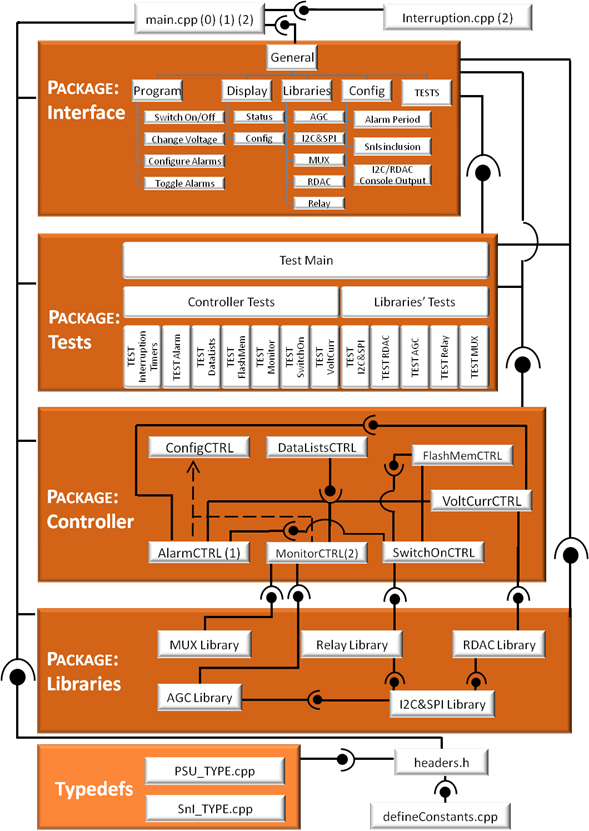 main.cpp (0) (1) (2)
Interruption.cpp (2)
PACKAGE:
Interface
General
Program
Display
Libraries
Config
TESTS
Switch On/Off
Change Voltage
Configure Alarms
Toggle Alarms
Status
Config
AGC
I2C&SPI
MUX
RDAC
Relay
Alarm Period
SnIs inclusion
I2C/RDAC
Console Output
PACKAGE:
Tests
Test Main
Controller Tests
Libraries' Tests
TEST
Interruption
Timers
TEST Alarm
TEST
DataLists
TEST
FlashMem
TEST
Monitor
TEST
SwitchOn
TEST
VoltCurr
TEST
I2C&SPI
TEST RDAC
TEST AGC
TEST Relay
TEST MUX
PACKAGE:
Controller
ConfigCTRL
DataListsCTRL
FlashMemCTRL
VoltCurrCTRL
AlarmCTRL (1)
MonitorCTRL(2)
SwitchOnCTRL
PACKAGE:
Libraries
MUX Library
Relay Library
RDAC Library
AGC Library
I2C&SPI Library
Typedefs
PSU_TYPE.cpp
SnI_TYPE.cpp
headers.h
defineConstants.cpp